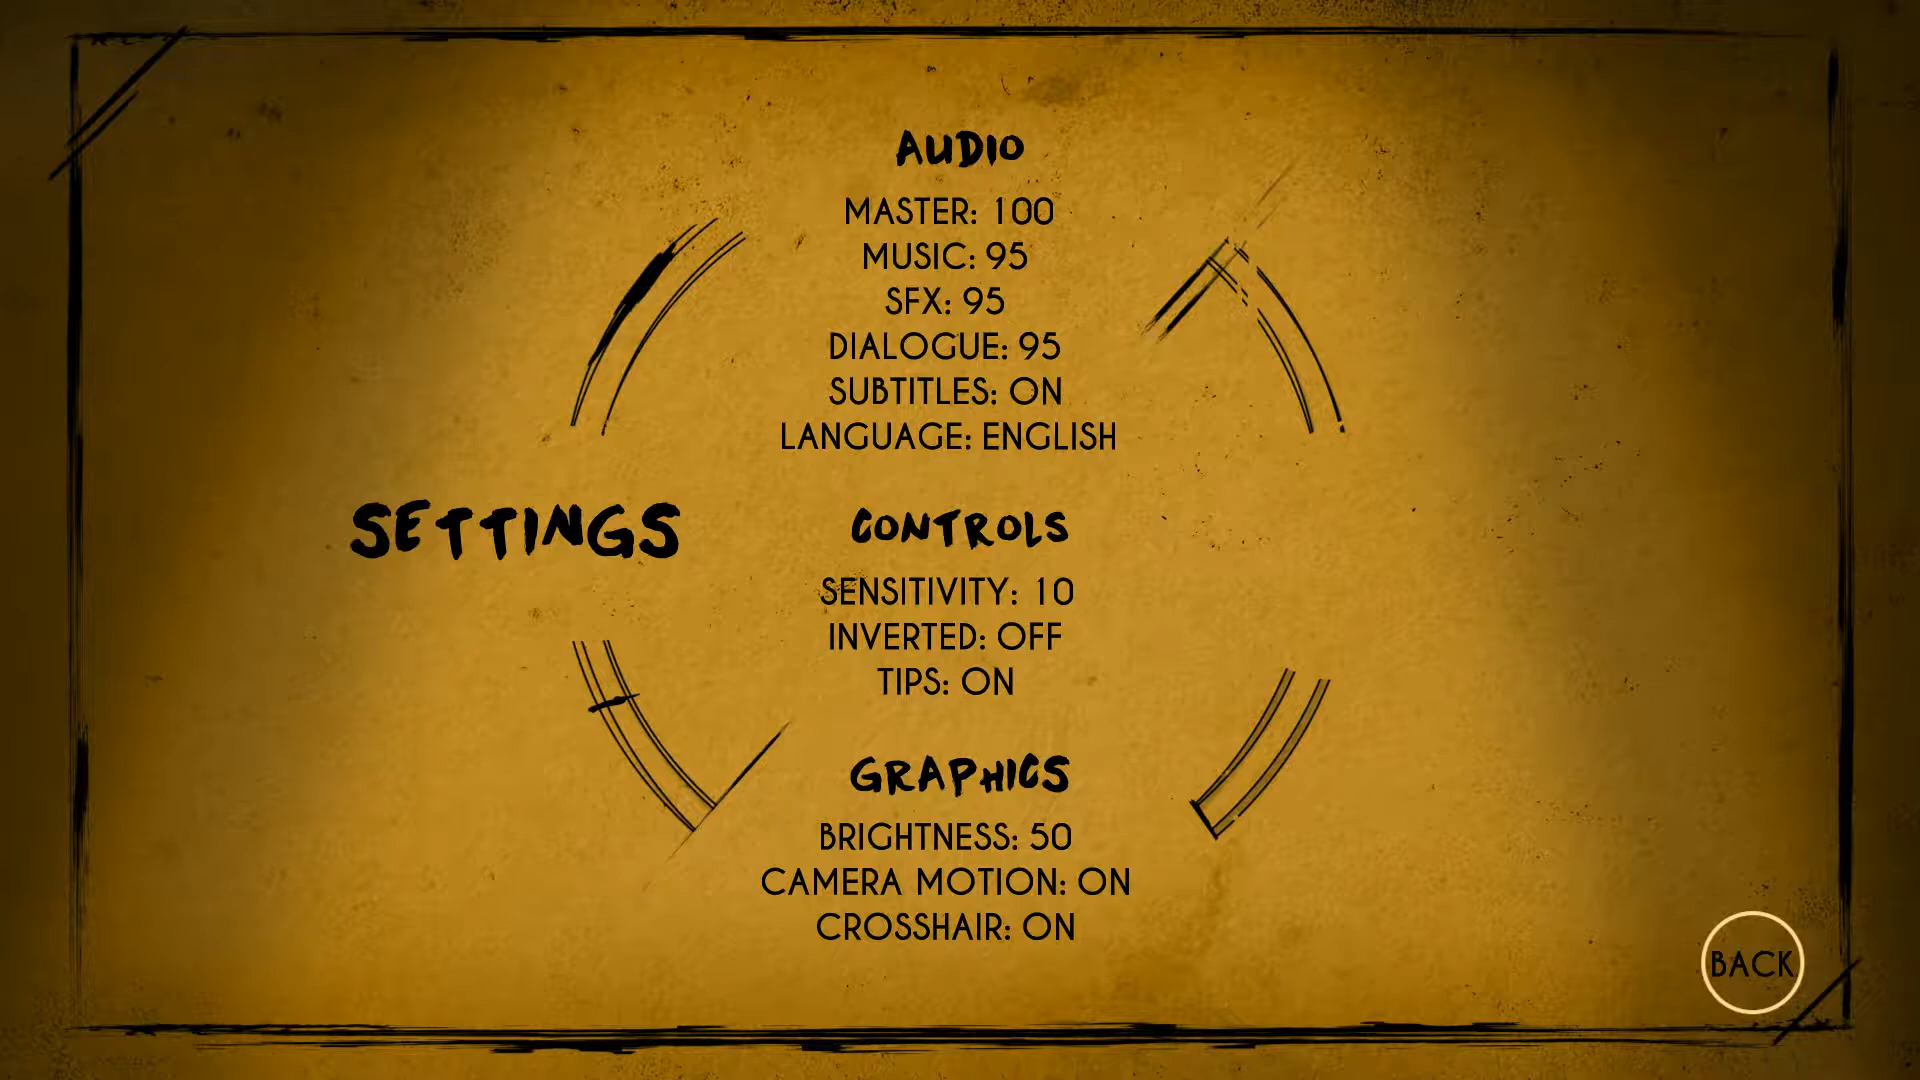 AUDIO
MASTER: 100
MUSIC: 95
SFX: 95
DIALOGUE: 95
SUBTITLES: ON
LANGUAGE: ENGLISH
SETTINGS
CONTROLS
SENSITIVITY: 10
INVERTED: OFF
TIPS: ON
GRAPHICS
BRIGHTNESS: 50
CAMERA MOTION: ON
CROSSHAIR: ON
BACK